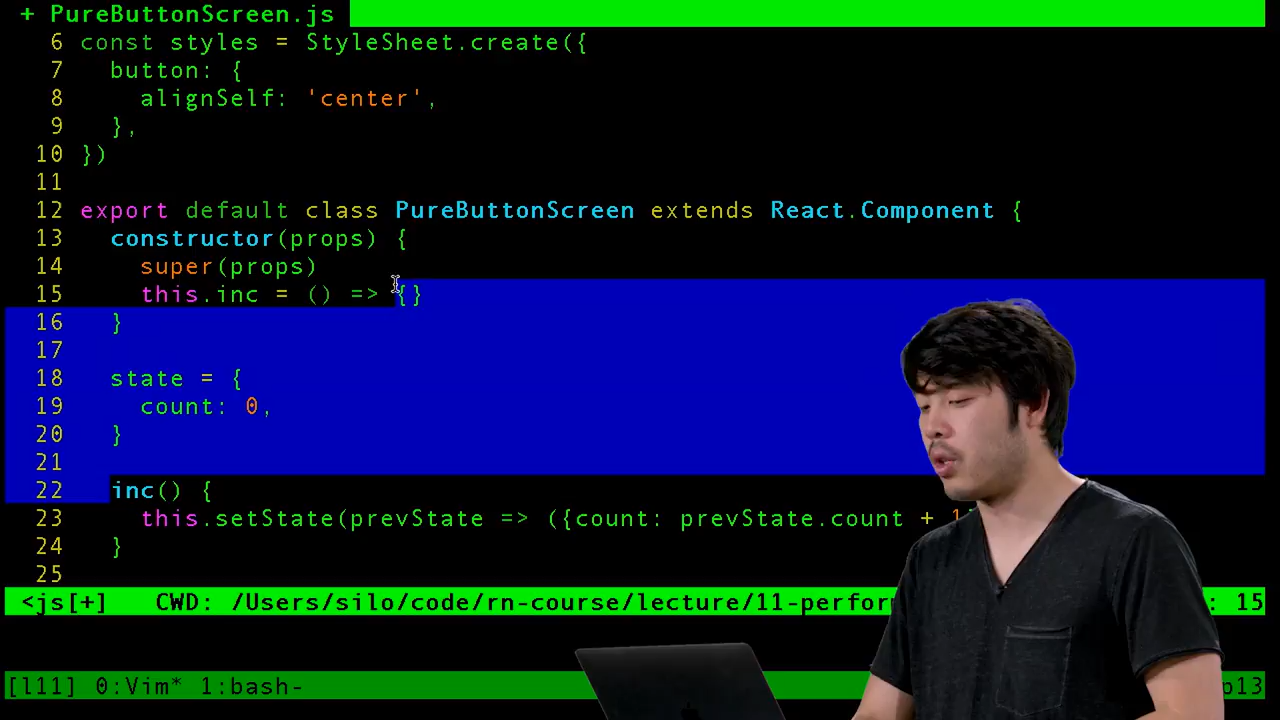 + PureButtonScreen.js
6 const styles = StyleSheet.create({
7 button: {
8 alignSelf: 'center',
9 },
10 })
11
12 export default class PureButtonScreen extends React.Component {
13 constructor(props) {
14 super(props)
15 this.inc = () => {}
16 }
17
18 state = {
19 count: 0,
20 }
21
22 inc() {
23 this.setState(prevState => ({count: prevState.count + 1
24 }
25
<js[+] CWD: /Users/silo/code/rn-course/lecture/11-perfor : 15
[l11] 0:Vim* 1:bash- p13